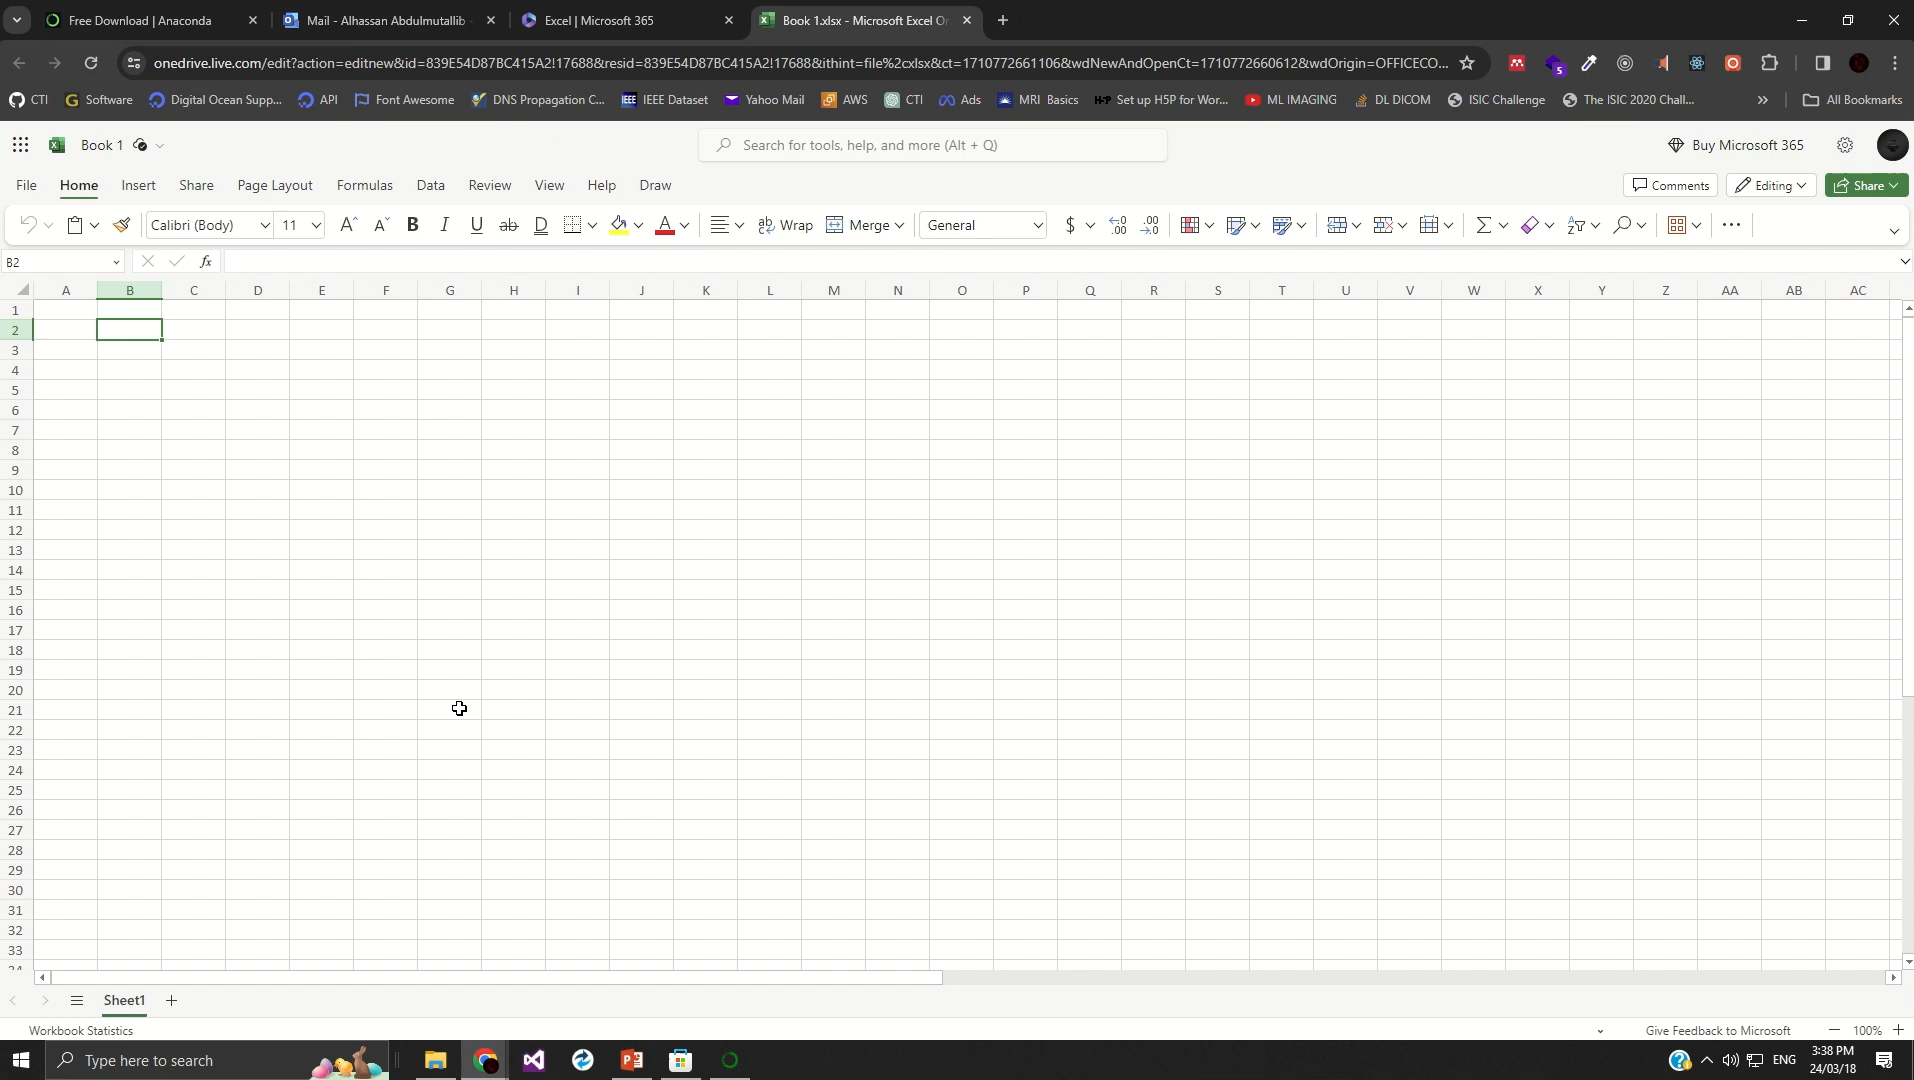 Free Download | Anaconda
Mail - Alhassan Abdulmutallib
Excel | Microsoft 365
Book 1.xlsx - Microsoft Excel Or
onedrive.live.com/edit?action=editnew&id=839E54D87BC415A2!17688&resid=839E54D87BC415A2!17688&ithint=file%2cxlsx&ct=1710772661106&wdNewAndOpenCt=1710772660612&wdOrigin=OFFICECO...
5
CTI
Software
Digital Ocean Supp...
API
Font Awesome
DNS Propagation C...
IEEE Dataset
Yahoo Mail
AWS
CTI
Ads
MRI Basics
H-P Set up H5P for Wor...
ML IMAGING
DL DICOM
ISIC Challenge
The ISIC 2020 Chall...
All Bookmarks
Book 1
Search for tools, help, and more (Alt + Q)
Buy Microsoft 365
File Home Insert Share Page Layout Formulas Data Review View Help Draw
Comments Editing Share
Calibri (Body) 11 B I U ab D A Wrap Merge General $
B2 fx
A B C D E F G H I J K L M N O P Q R S T U V W X Y Z AA AB AC
1
2
3
4
5
6
7
8
9
10
11
12
13
14
15
16
17
18
19
20
21
22
23
24
25
26
27
28
29
30
31
32
33
Sheet1
Workbook Statistics
Give Feedback to Microsoft
100%
Type here to search
ENG
3:38 PM
24/03/18